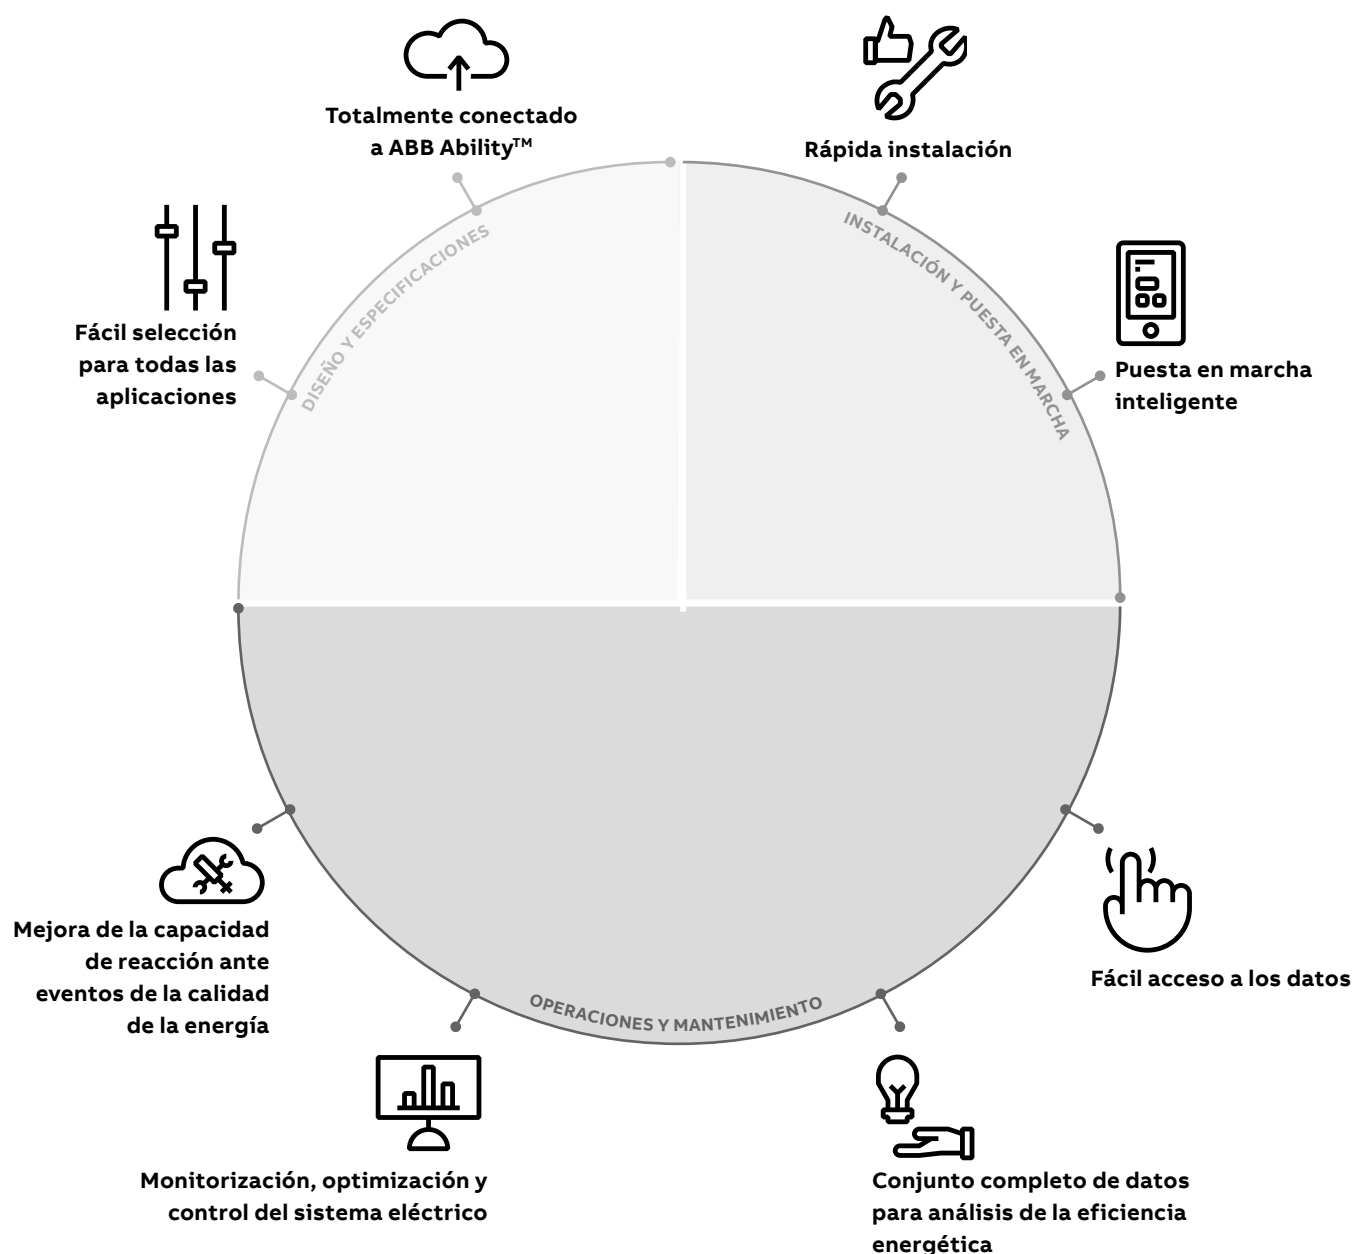 Totalmente conectado
a ABB Ability™
Rápida instalación
Fácil selección
para todas las
aplicaciones
DISEÑO Y ESPECIFICACIONES
INSTALACIÓN Y PUESTA EN MARCHA
Puesta en marcha
inteligente
Mejora de la capacidad
de reacción ante
eventos de la calidad
de la energía
OPERACIONES Y MANTENIMIENTO
Fácil acceso a los datos
Monitorización, optimización y
control del sistema eléctrico
Conjunto completo de datos
para análisis de la eficiencia
energética